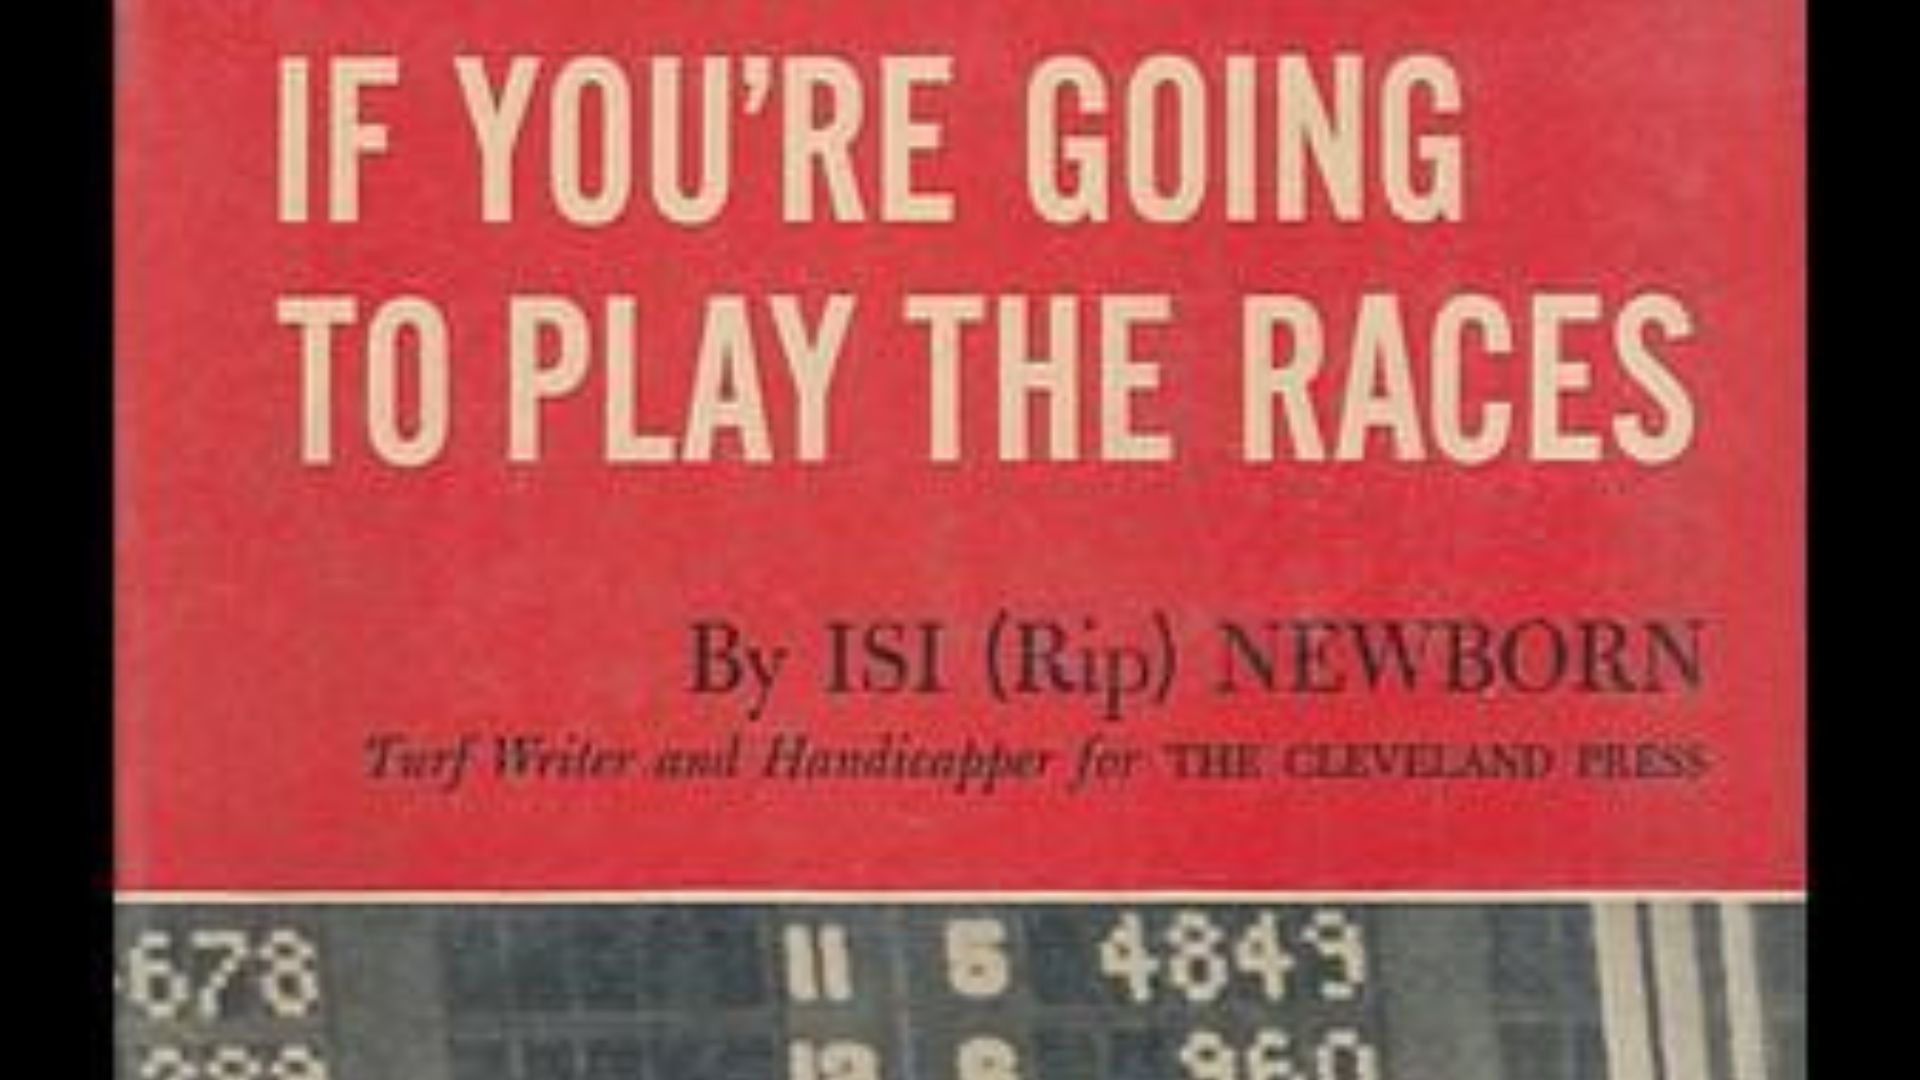 IF YOU'RE GOING
TO PLAY THE RACES
By ISI (Rip) NEWBORN
Turf Writer and Handicapper for THE CLEVELAND PRESS
678 11 5 4849
960